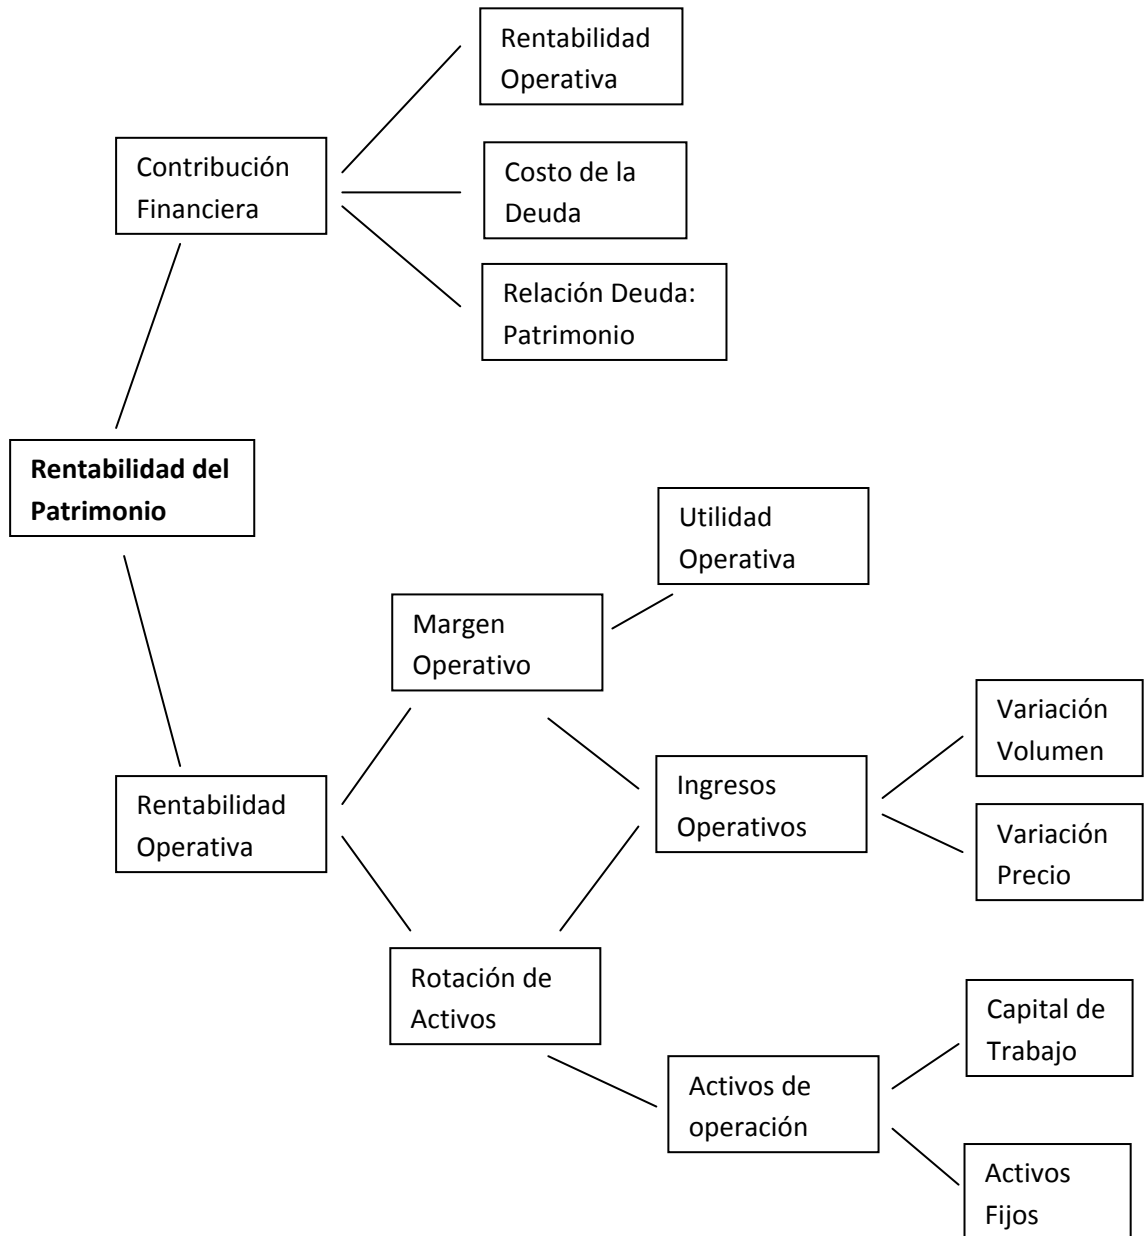 Rentabilidad
Operativa
Contribución
Financiera
Costo de la
Deuda
Relación Deuda:
Patrimonio
Rentabilidad del
Patrimonio
Utilidad
Operativa
Margen
Operativo
Variación
Volumen
Rentabilidad
Operativa
Ingresos
Operativos
Variación
Precio
Rotación de
Activos
Capital de
Trabajo
Activos de
operación
Activos
Fijos